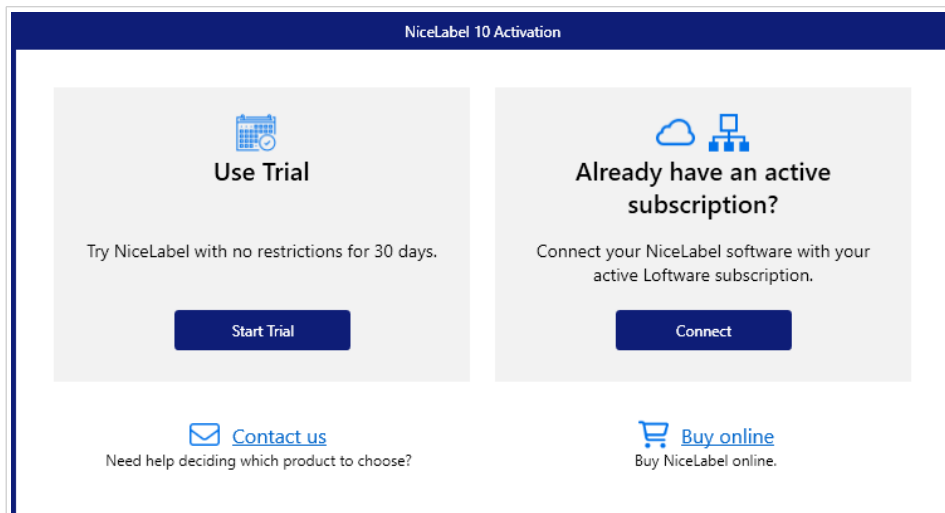 NiceLabel 10 Activation
Use Trial
Try NiceLabel with no restrictions for 30 days.
Start Trial
Already have an active
subscription?
Connect your NiceLabel software with your
active Loftware subscription.
Connect
Contact us
Need help deciding which product to choose?
Buy online
Buy NiceLabel online.